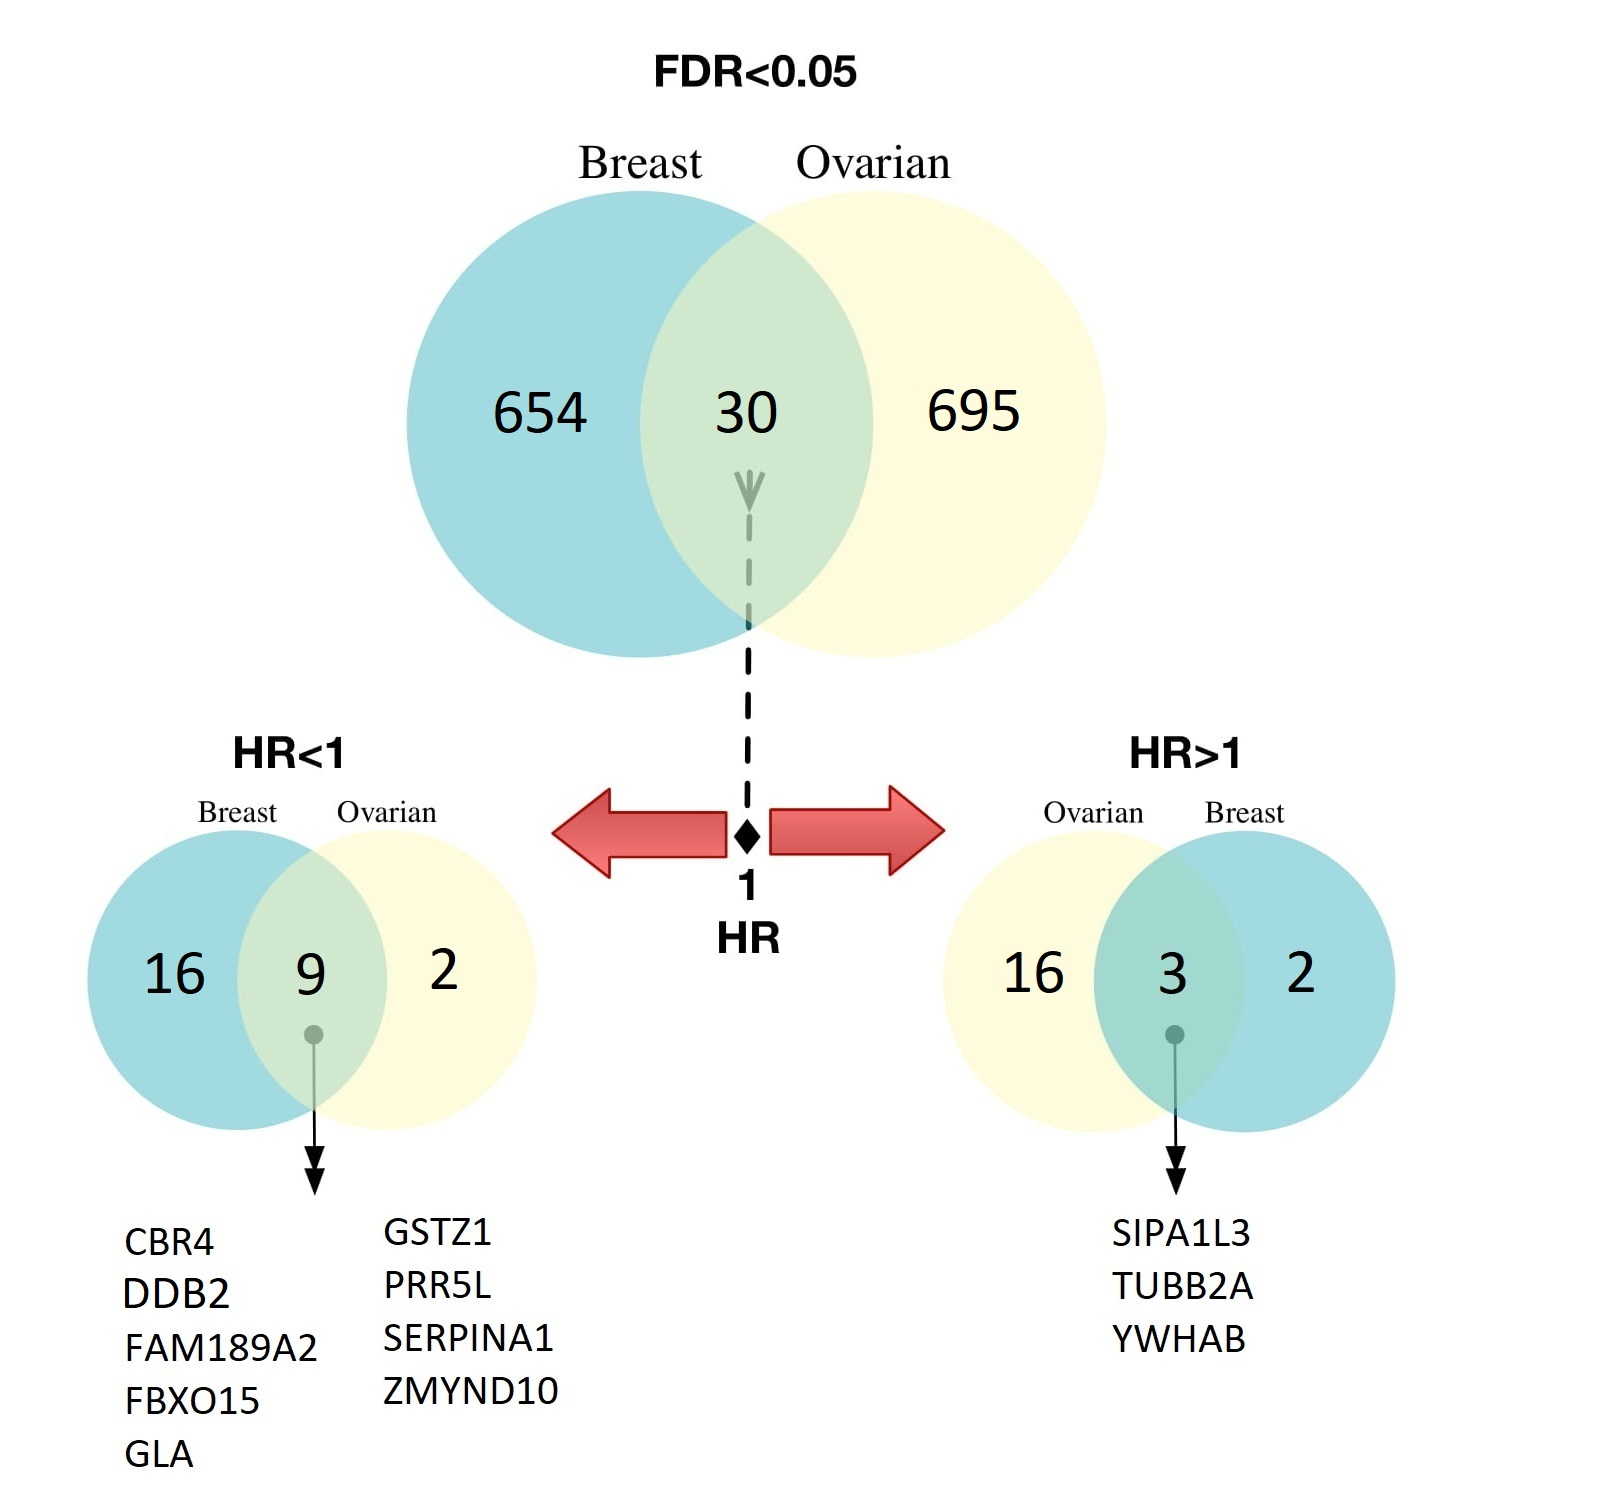 FDR<0.05
Breast Ovarian
654 30 695
HR<1
Breast Ovarian
16 9 2
1
HR
HR>1
Ovarian Breast
16 3 2
CBR4
DDB2
FAM189A2
FBXO15
GLA
GSTZ1
PRR5L
SERPINA1
ZMYND10
SIPA1L3
TUBB2A
YWHAB